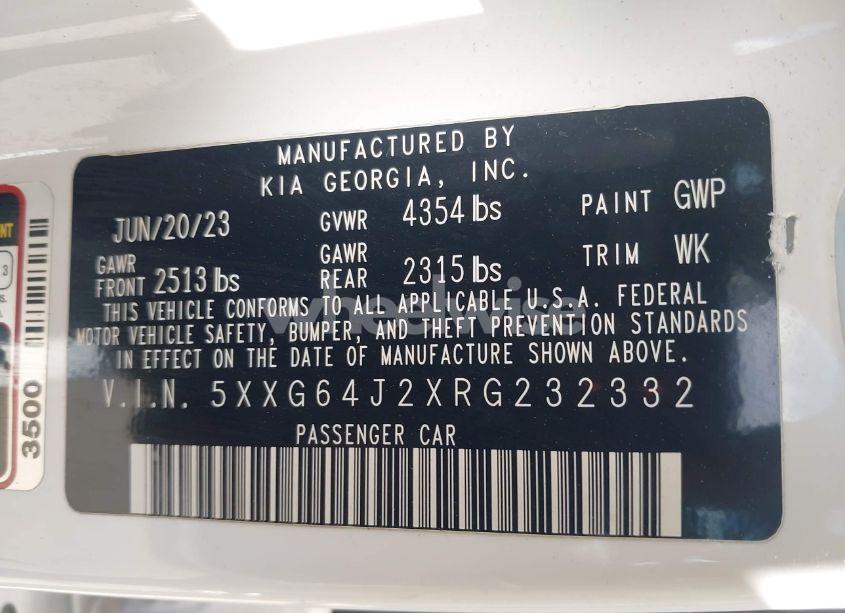 MANUFACTURED BY
KIA GEORGIA, INC.
JUN/20/23 GVWR 4354 lbs PAINT GWP
GAWR FRONT 2513 lbs GAWR REAR 2315 lbs TRIM WK
THIS VEHICLE CONFORMS TO ALL APPLICABLE U.S.A. FEDERAL
MOTOR VEHICLE SAFETY, BUMPER, AND THEFT PREVENTION STANDARDS
IN EFFECT ON THE DATE OF MANUFACTURE SHOWN ABOVE.
V.I.N. 5XXG64J2XRG232332
PASSENGER CAR
3500
wheelwise